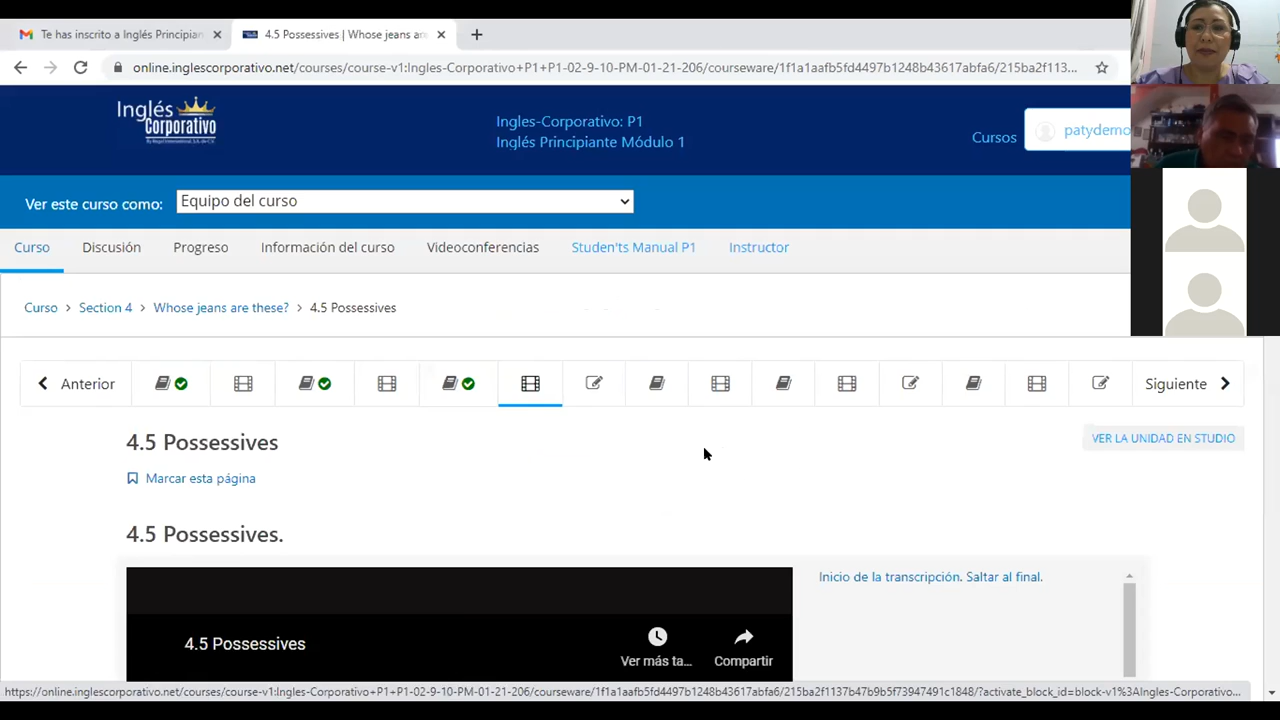 Te has inscrito a Inglés Principian
4.5 Possessives | Whose jeans are
online.inglescorporativo.net/courses/course-v1:Ingles-Corporativo+P1+P1-02-9-10-PM-01-21-206/courseware/1f1a1aafb5fd4497b1248b43617abfa6/215ba2f113...
Inglés
Corporativo
Ingles-Corporativo: P1
Inglés Principiante Módulo 1
Cursos
patydemo
Ver este curso como:
Equipo del curso
Curso
Discusión
Progreso
Información del curso
Videoconferencias
Studen'ts Manual P1
Instructor
Curso > Section 4 > Whose jeans are these? > 4.5 Possessives
Anterior
Siguiente
4.5 Possessives
VER LA UNIDAD EN STUDIO
Marcar esta página
4.5 Possessives.
Inicio de la transcripción. Saltar al final.
4.5 Possessives
Ver más ta...
Compartir
https://online.inglescorporativo.net/courses/course-v1:Ingles-Corporativo+P1+P1-02-9-10-PM-01-21-206/courseware/1f1a1aafb5fd4497b1248b43617abfa6/215ba2f1137b47b9b5f73947491c1848/?activate_block_id=block-v1%3AIngles-Corporativo...